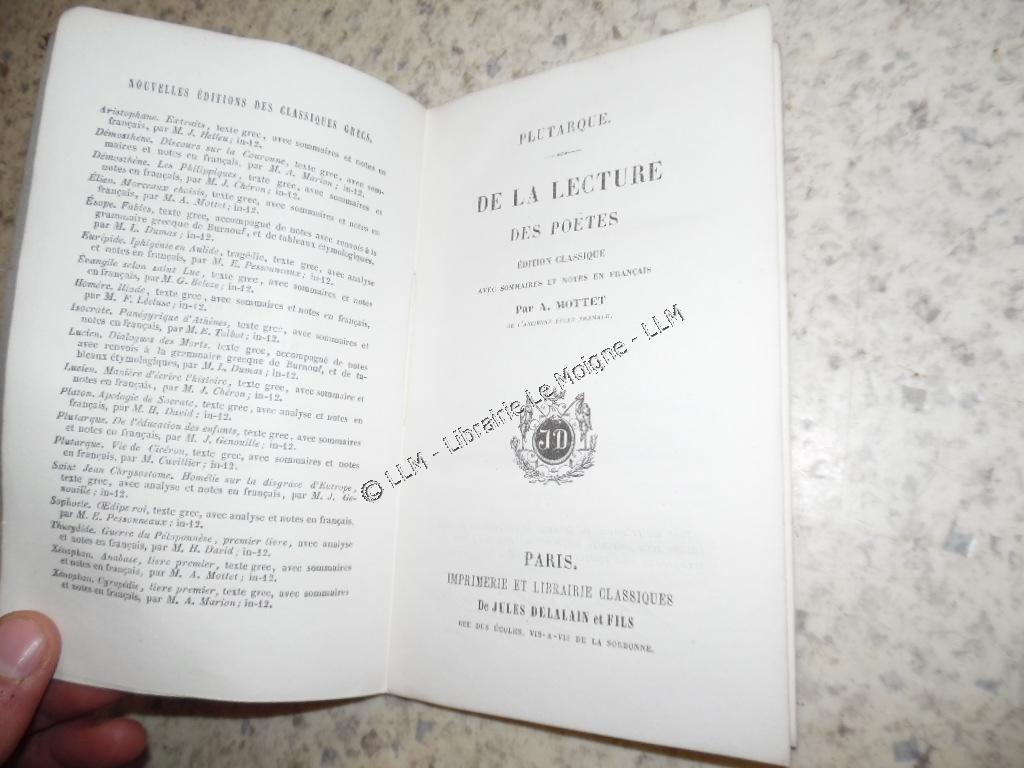 NOUVELLES ÉDITIONS DES CLASSIQUES GRECS.
Aristophane. Extraits, texte grec, avec sommaires et notes en
français, par M. J. Helleu; in-12.
Démosthène. Discours sur la Couronne, texte grec, avec som-
maires et notes en français, par M. A. Marion; in-12.
Démosthène. Les Philippiques, texte grec, avec sommaires et
notes en français, par M. J. Chéron; in-12.
Élien. Morceaux choisis, texte grec, avec sommaires et notes en
français, par M. A. Mottet; in-12.
Ésope. Fables, texte grec, accompagné de notes avec renvois à la
grammaire grecque de Burnouf, et de tableaux étymologiques,
par M. L. Dumas; in-12.
Euripide. Iphigénie en Aulide, tragédie, texte grec, avec analyse
et notes en français, par M. E. Pessonneaux; in-12.
Évangile selon saint Luc, texte grec, avec sommaires et notes
en français, par M. G. Beleze; in-12.
Homère. Iliade, texte grec, avec sommaires et notes en français,
par M. F. Lécluse; in-12.
Isocrate. Panégyrique d'Athènes, texte grec, avec sommaires et
notes en français, par M. E. Talbot; in-12.
Lucien. Dialogues des Morts, texte grec, accompagné de notes
avec renvois à la grammaire grecque de Burnouf, et de ta-
bleaux étymologiques, par M. L. Dumas; in-12.
Lucien. Manière d'écrire l'histoire, texte grec, avec sommaire et
notes en français, par M. J. Chéron; in-12.
Platon. Apologie de Socrate, texte grec, avec analyse et notes en
français, par M. H. David; in-12.
Plutarque. De l'éducation des enfants, texte grec, avec sommaires
et notes en français, par M. J. Genouille; in-12.
Plutarque. Vie de Cicéron, texte grec, avec sommaires et notes
en français, par M. Cuvillier; in-12.
Saint Jean Chrysostome. Homélie sur la disgrâce d'Eutrope,
texte grec, avec analyse et notes en français, par M. J. Ge-
nouille; in-12.
Sophocle. Œdipe roi, texte grec, avec analyse et notes en français,
par M. E. Pessonneaux; in-12.
Thucydide. Guerre du Péloponnèse, premier livre, avec analyse
et notes en français, par M. H. David; in-12.
Xénophon. Anabase, livre premier, texte grec, avec sommaires
et notes en français, par M. A. Mottet; in-12.
Xénophon. Cyropédie, livre premier, texte grec, avec sommaires
et notes en français, par M. A. Marion; in-12.
PLUTARQUE.
DE LA LECTURE
DES POËTES
ÉDITION CLASSIQUE
AVEC SOMMAIRES ET NOTES EN FRANÇAIS
Par A. MOTTET
DE L'ANCIENNE ÉCOLE NORMALE.
JD
PARIS.
IMPRIMERIE ET LIBRAIRIE CLASSIQUES
De JULES DELALAIN et FILS
RUE DES ÉCOLES, VIS-A-VIS DE LA SORBONNE.
© LLM - Librairie Le Moigne - LLM